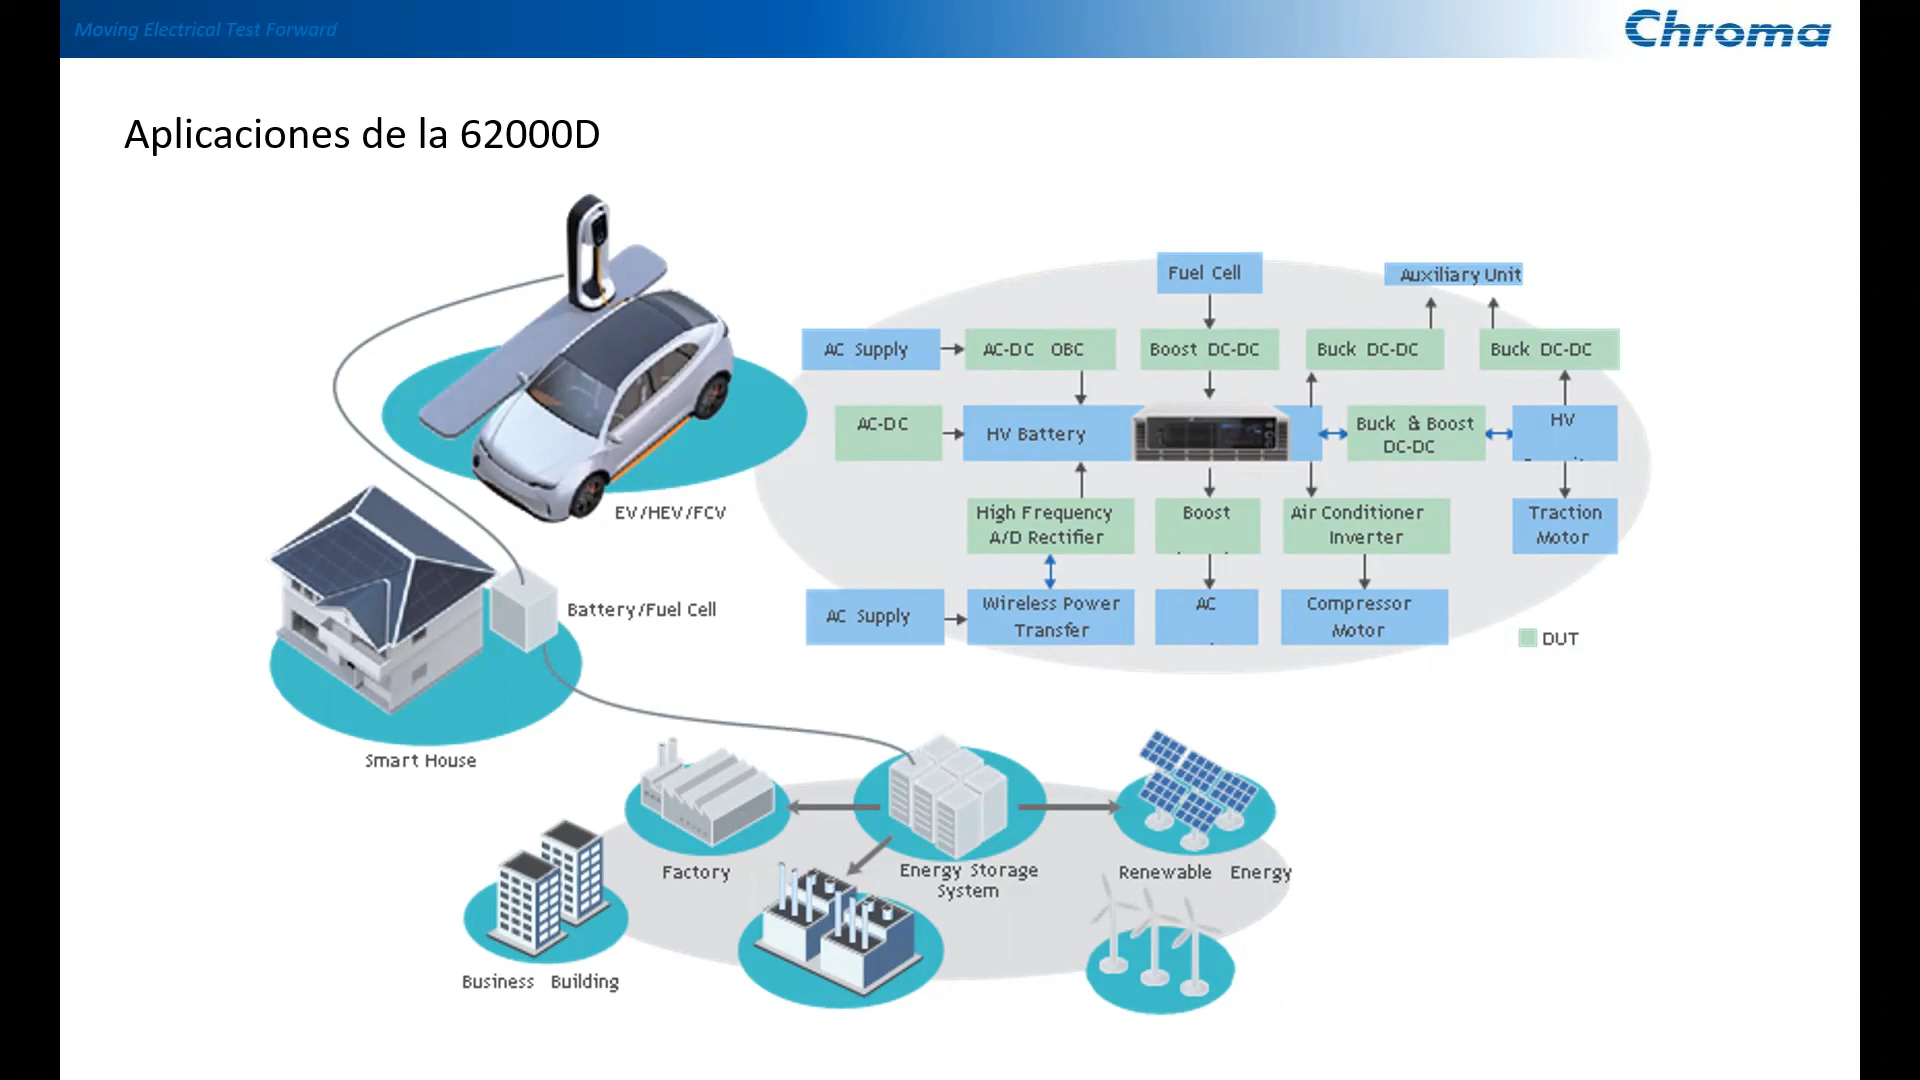 Moving Electrical Test Forward
Chroma
Aplicaciones de la 62000D
Fuel Cell
Auxiliary Unit
AC Supply
AC-DC OBC
Boost DC-DC
Buck DC-DC
Buck DC-DC
AC-DC
HV Battery
Buck & Boost
DC-DC
HV
EV/HEV/FCV
High Frequency
A/D Rectifier
Boost
Air Conditioner
Inverter
Traction
Motor
Battery/Fuel Cell
AC Supply
Wireless Power
Transfer
AC
Compressor
Motor
DUT
Smart House
Factory
Energy Storage
System
Renewable Energy
Business Building